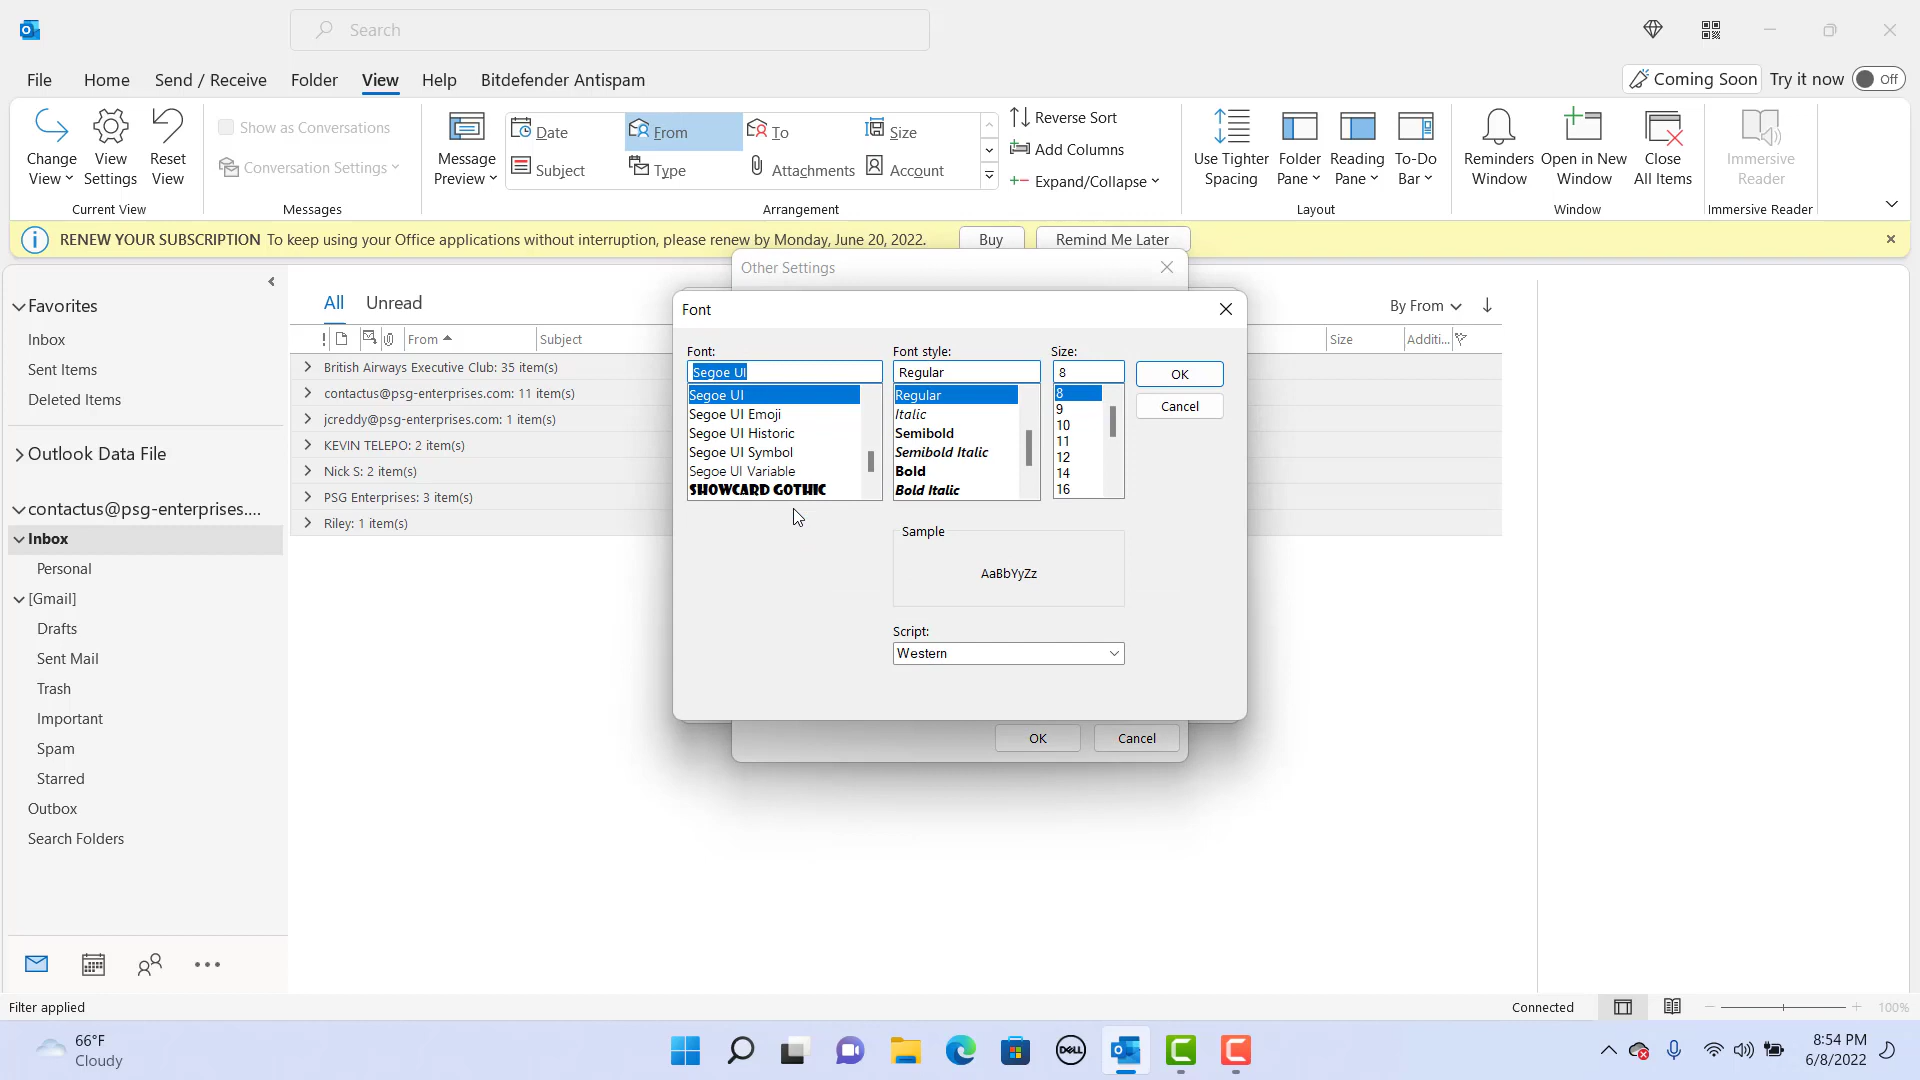 Search
File
Home
Send / Receive
Folder
View
Help
Bitdefender Antispam
Coming Soon
Try it now
Off
Change View
View Settings
Reset View
Current View
Show as Conversations
Conversation Settings
Messages
Message Preview
Date
From
To
Size
Subject
Type
Attachments
Account
Arrangement
Reverse Sort
Add Columns
Expand/Collapse
Use Tighter Spacing
Folder Pane
Reading Pane
To-Do Bar
Layout
Reminders Window
Open in New Window
Close All Items
Window
Immersive Reader
Immersive Reader
RENEW YOUR SUBSCRIPTION To keep using your Office applications without interruption, please renew by Monday, June 20, 2022.
Buy
Remind Me Later
Favorites
Inbox
Sent Items
Deleted Items
Outlook Data File
contactus@psg-enterprises....
Inbox
Personal
[Gmail]
Drafts
Sent Mail
Trash
Important
Spam
Starred
Outbox
Search Folders
All
Unread
By From
From
Subject
Size
Additi...
British Airways Executive Club: 35 item(s)
contactus@psg-enterprises.com: 11 item(s)
jcreddy@psg-enterprises.com: 1 item(s)
KEVIN TELEPO: 2 item(s)
Nick S: 2 item(s)
PSG Enterprises: 3 item(s)
Riley: 1 item(s)
Other Settings
Font
Font:
Segoe UI
Segoe UI
Segoe UI Emoji
Segoe UI Historic
Segoe UI Symbol
Segoe UI Variable
SHOWCARD GOTHIC
Font style:
Regular
Regular
Italic
Semibold
Semibold Italic
Bold
Bold Italic
Size:
8
8
9
10
11
12
14
16
OK
Cancel
Sample
AaBbYyZz
Script:
Western
OK
Cancel
Filter applied
Connected
100%
66°F
Cloudy
DELL
8:54 PM
6/8/2022